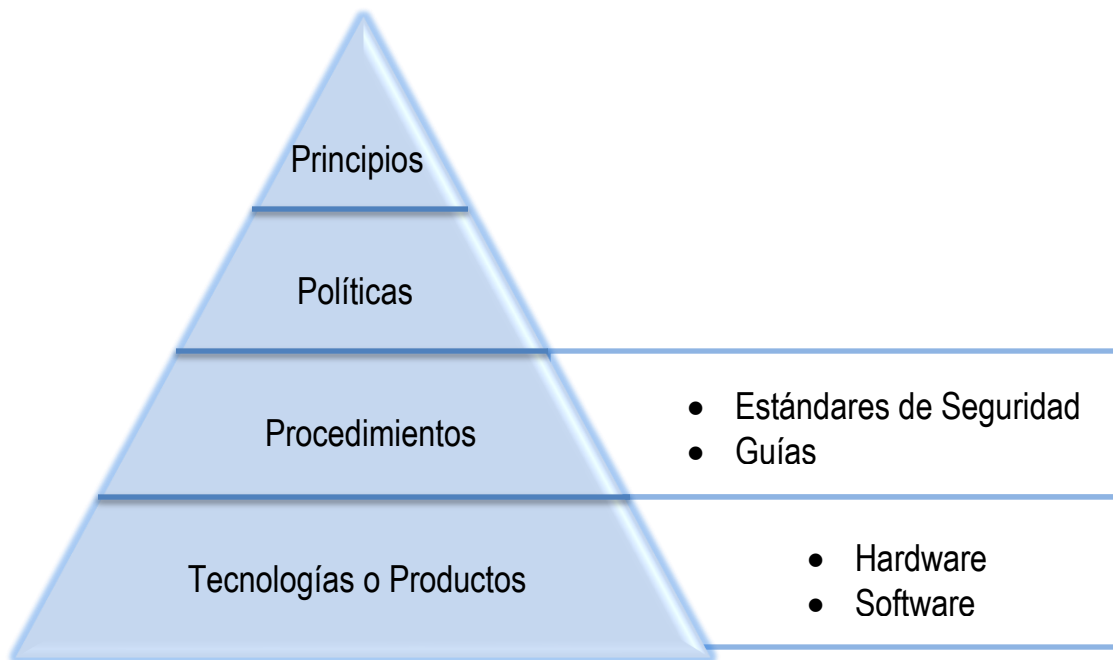 Principios
Políticas
Procedimientos
• Estándares de Seguridad
• Guías
Tecnologías o Productos
• Hardware
• Software